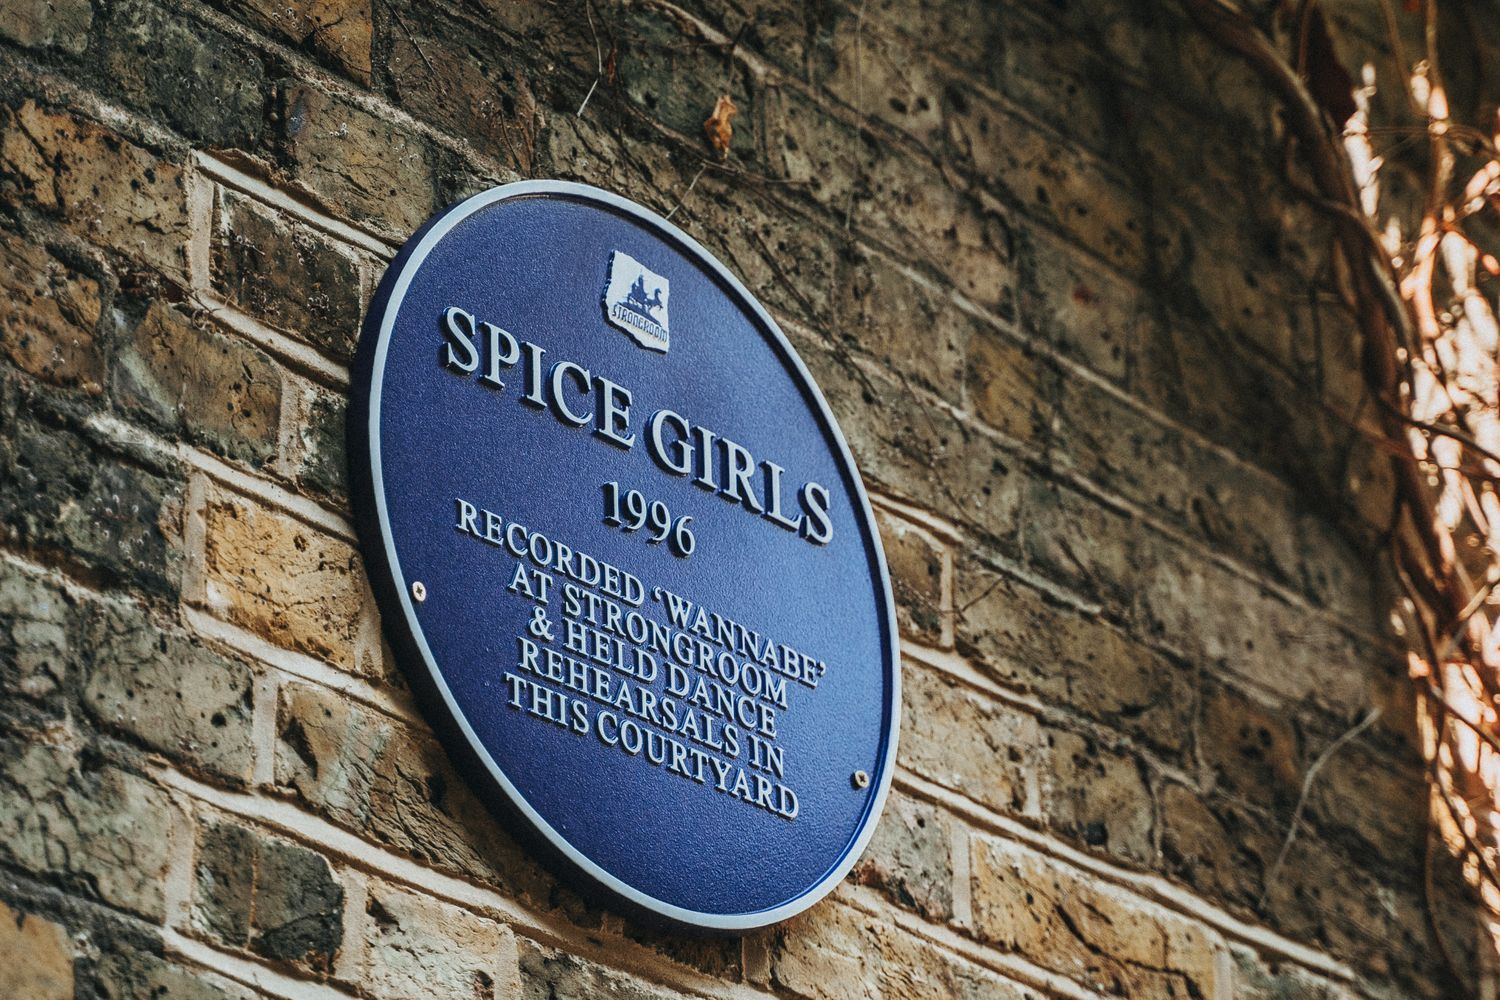 STRONGROOM
SPICE GIRLS
1996
RECORDED ‘WANNABE’
AT STRONGROOM
& HELD DANCE
REHEARSALS IN
THIS COURTYARD